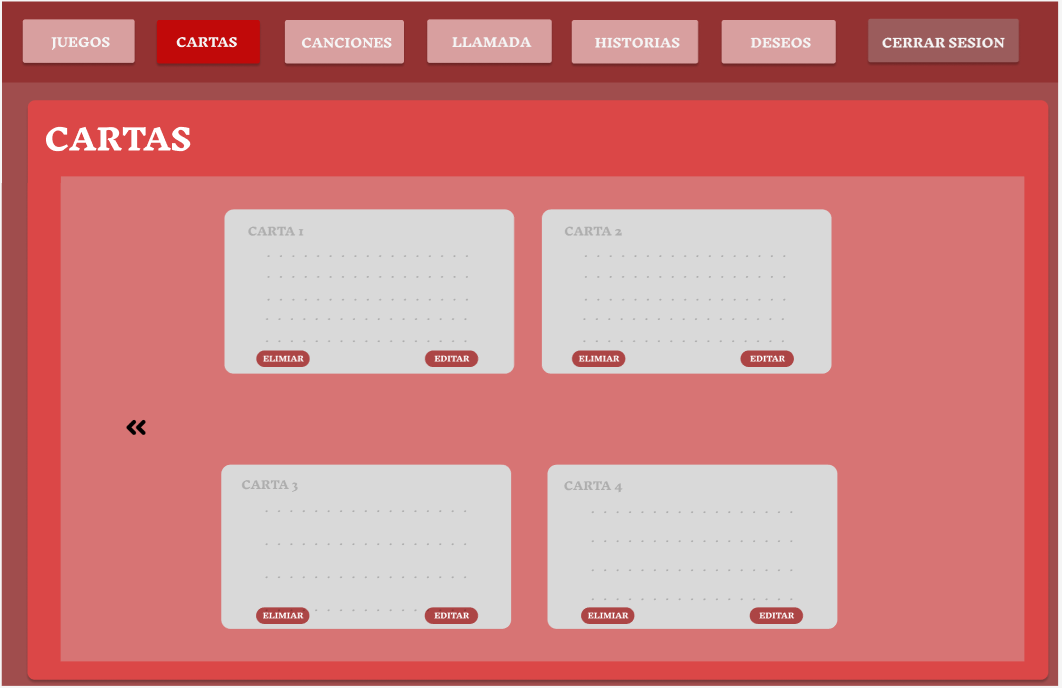 JUEGOS CARTAS CANCIONES LLAMADA HISTORIAS DESEOS CERRAR SESION
CARTAS
CARTA 1
ELIMIAR EDITAR
CARTA 2
ELIMIAR EDITAR
CARTA 3
ELIMIAR EDITAR
CARTA 4
ELIMIAR EDITAR